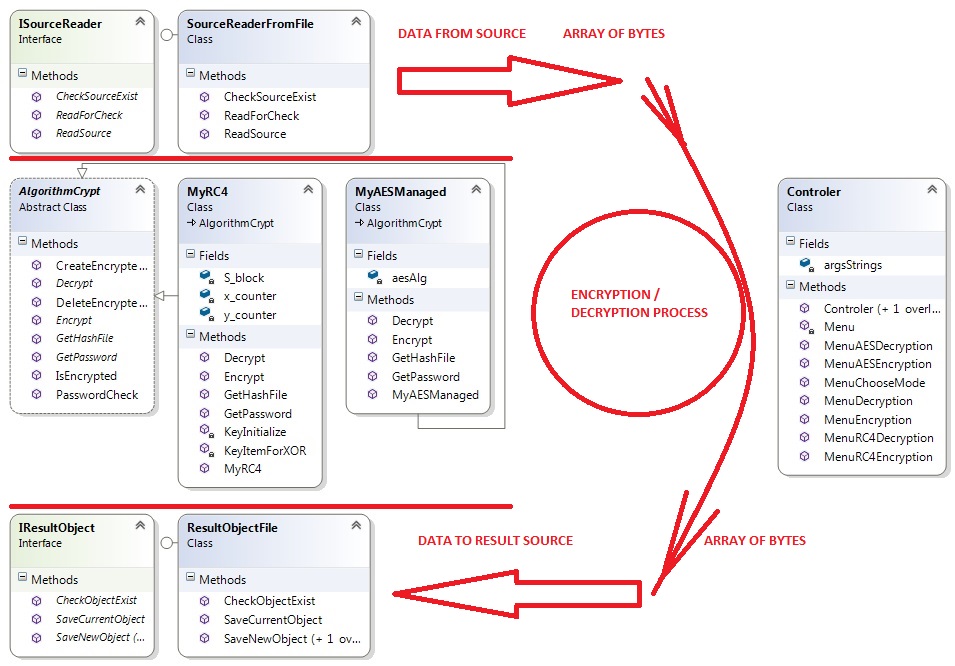 ISourceReader
Interface
Methods
CheckSourceExist
ReadForCheck
ReadSource
SourceReaderFromFile
Class
Methods
CheckSourceExist
ReadForCheck
ReadSource
DATA FROM SOURCE
ARRAY OF BYTES
AlgorithmCrypt
Abstract Class
Methods
CreateEncrypte...
Decrypt
DeleteEncrypte...
Encrypt
GetHashFile
GetPassword
IsEncrypted
PasswordCheck
MyRC4
Class
AlgorithmCrypt
Fields
S_block
x_counter
y_counter
Methods
Decrypt
Encrypt
GetHashFile
GetPassword
KeyInitialize
KeyItemForXOR
MyRC4
MyAESManaged
Class
AlgorithmCrypt
Fields
aesAlg
Methods
Decrypt
Encrypt
GetHashFile
GetPassword
MyAESManaged
ENCRYPTION /
DECRYPTION PROCESS
Controler
Class
Fields
argsStrings
Methods
Controler (+ 1 overl...
Menu
MenuAESDecryption
MenuAESEncryption
MenuChooseMode
MenuDecryption
MenuEncryption
MenuRC4Decryption
MenuRC4Encryption
IResultObject
Interface
Methods
CheckObjectExist
SaveCurrentObject
SaveNewObject (...
ResultObjectFile
Class
Methods
CheckObjectExist
SaveCurrentObject
SaveNewObject (+ 1 ov...
DATA TO RESULT SOURCE
ARRAY OF BYTES